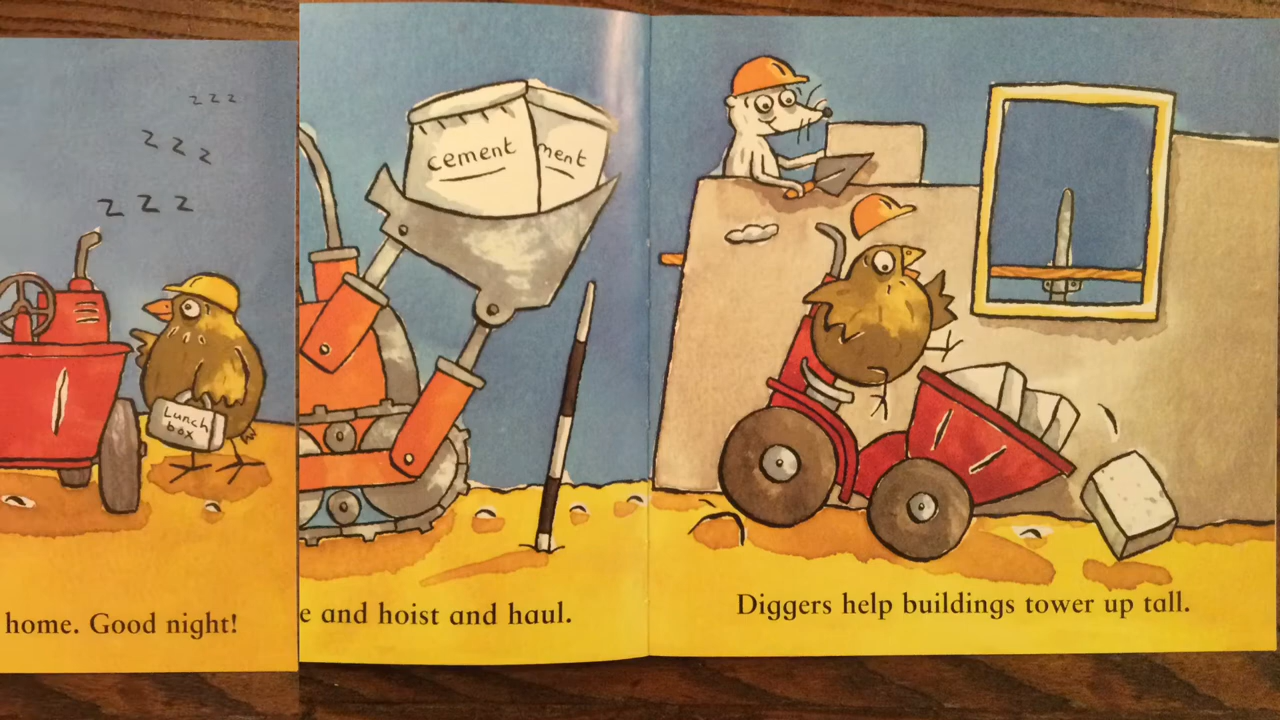 z z z
z z z
z z z
Lunch
box
home. Good night!
cement
ment
e and hoist and haul.
Diggers help buildings tower up tall.